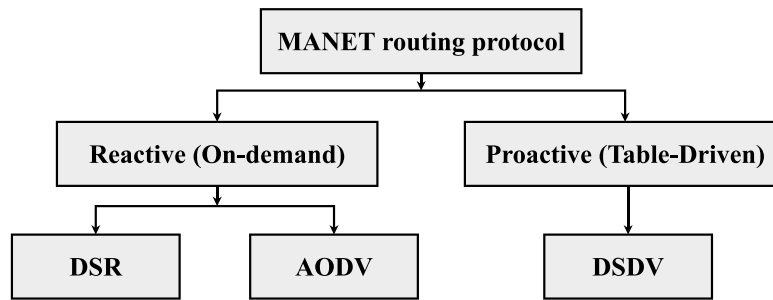 MANET routing protocol
Reactive (On-demand)
Proactive (Table-Driven)
DSR
AODV
DSDV